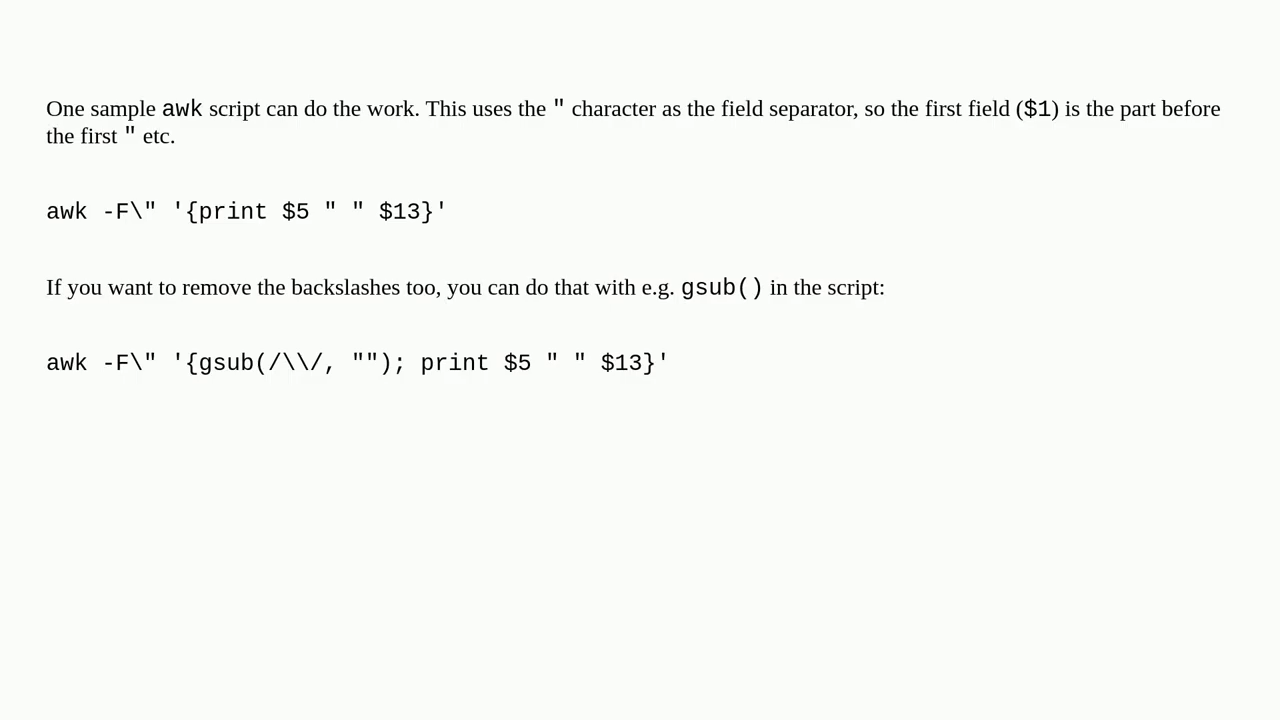 One sample awk script can do the work. This uses the " character as the field separator, so the first field ($1) is the part before
the first " etc.
awk -F\" '{print $5 " " $13}'
If you want to remove the backslashes too, you can do that with e.g. gsub() in the script:
awk -F\" '{gsub(/\\/, ""); print $5 " " $13}'